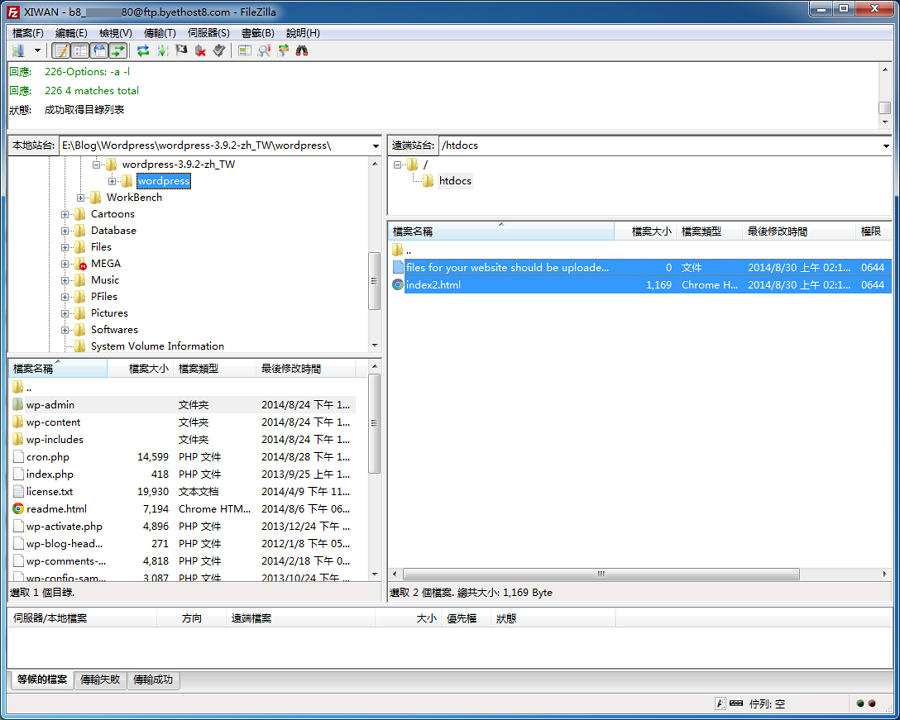 XIWAN - b8_ 80@ftp.byethost8.com - FileZilla
檔案(F) 編輯(E) 檢視(V) 傳輸(T) 伺服器(S) 書籤(B) 說明(H)
回應: 226-Options: -a -l
回應: 226 4 matches total
狀態: 成功取得目錄列表
本地站台: E:\Blog\Wordpress\wordpress-3.9.2-zh_TW\wordpress\
wordpress-3.9.2-zh_TW
wordpress
WorkBench
Cartoons
Database
Files
MEGA
Music
PFiles
Pictures
Softwares
System Volume Information
遠端站台: /htdocs
/
htdocs
檔案名稱 檔案大小 檔案類型 最後修改時間 權限
..
files for your website should be uploade... 0 文件 2014/8/30 上午 02:1... 0644
index2.html 1,169 Chrome H... 2014/8/30 上午 02:1... 0644
檔案名稱 檔案大小 檔案類型 最後修改時間
..
wp-admin 文件夾 2014/8/24 下午 1...
wp-content 文件夾 2014/8/24 下午 1...
wp-includes 文件夾 2014/8/24 下午 1...
cron.php 14,599 PHP 文件 2014/8/28 下午 1...
index.php 418 PHP 文件 2013/9/25 上午 1...
license.txt 19,930 文本文檔 2014/4/9 下午 11...
readme.html 7,194 Chrome HTM... 2014/8/6 下午 06...
wp-activate.php 4,896 PHP 文件 2013/12/24 下午 ...
wp-blog-head... 271 PHP 文件 2012/1/8 下午 05...
wp-comments-... 4,818 PHP 文件 2014/2/18 下午 0...
wp-config-sam... 3,087 PHP 文件 2013/10/24 下午 ...
選取 1 個目錄.
選取 2 個檔案. 總共大小: 1,169 Byte
伺服器/本地檔案 方向 遠端檔案 大小 優先權 狀態
等候的檔案 傳輸失敗 傳輸成功
佇列: 空